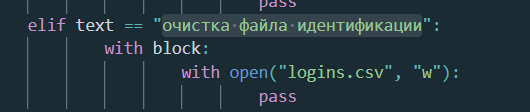 pass
elif text == "очистка файла идентификации":
with block:
with open("logins.csv", "w"):
pass